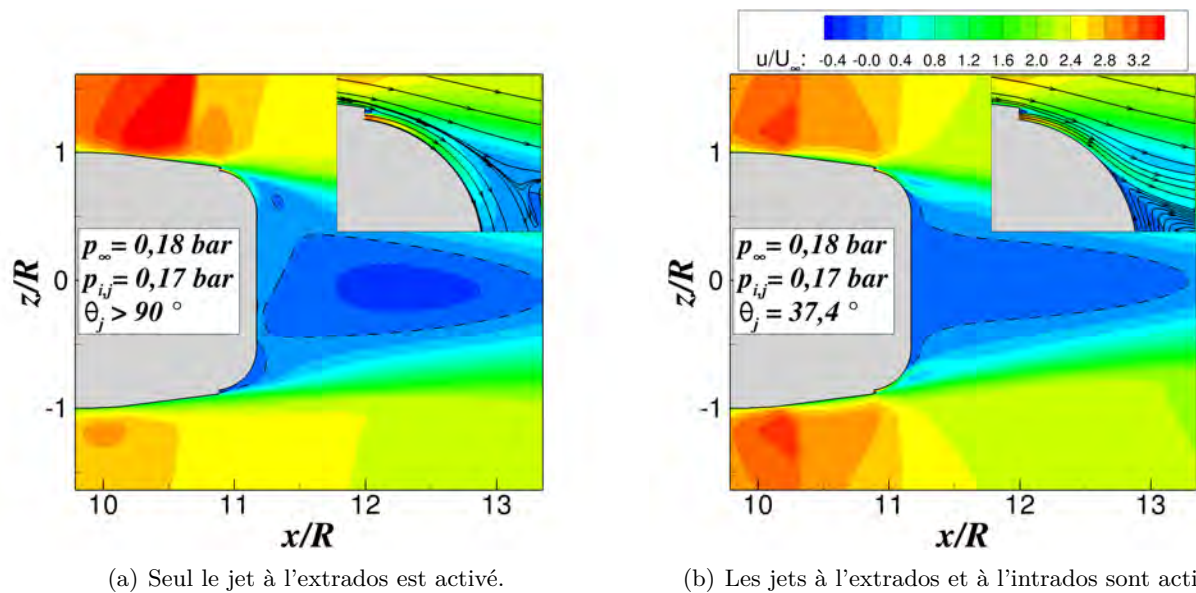 u/U∞: -0.4 -0.0 0.4 0.8 1.2 1.6 2.0 2.4 2.8 3.2
1
0
-1
z/R
p∞ = 0,18 bar
pi,j = 0,17 bar
θj > 90 °
10 11 12 13
x/R
(a) Seul le jet à l'extrados est activé.
1
0
-1
z/R
p∞ = 0,18 bar
pi,j = 0,17 bar
θj = 37,4 °
10 11 12 13
x/R
(b) Les jets à l'extrados et à l'intrados sont acti